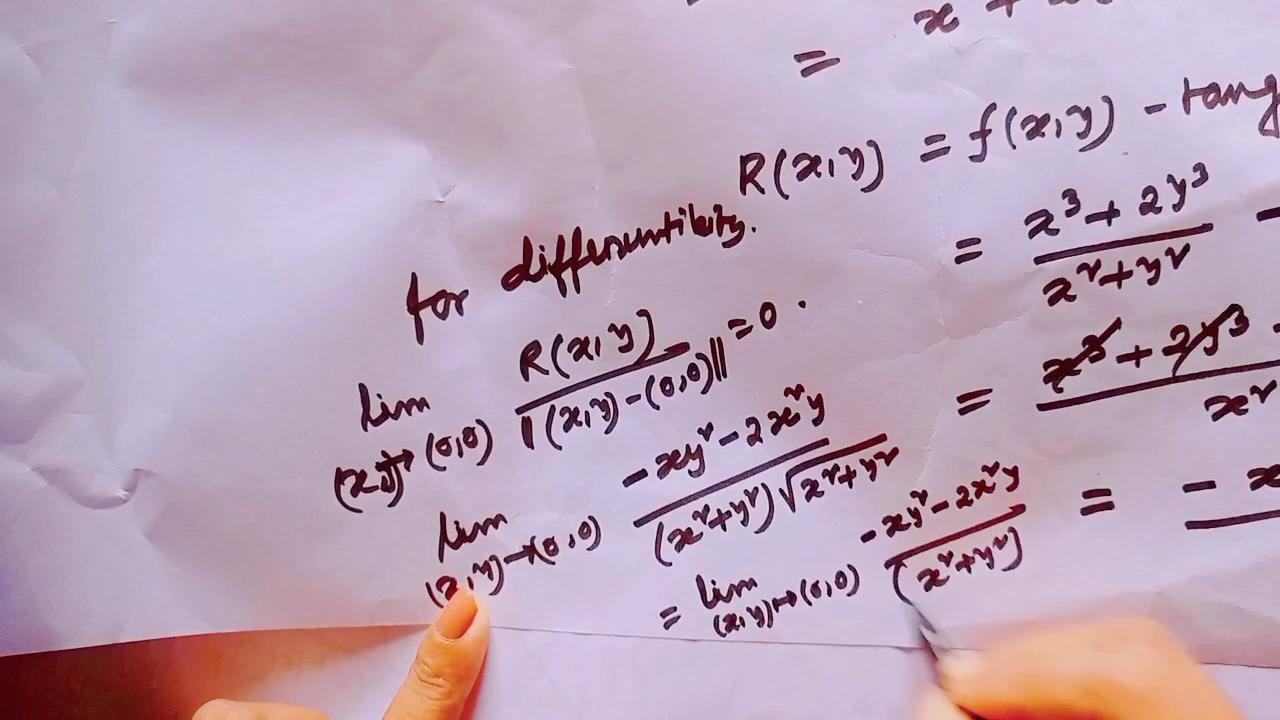 = x +
R(x,y) = f(x,y) - tang
= x³ + 2y³ / x² + y² -
for differentibility.
lim (x,y)→(0,0) R(x,y) / ||(x,y)-(0,0)|| = 0.
= x³ + 2y³ / x²
lim (x,y)→(0,0) -xy² - 2x²y / (x²+y²)√x²+y²
= - x
= lim (x,y)→(0,0) -xy² - 2x²y / (x²+y²)